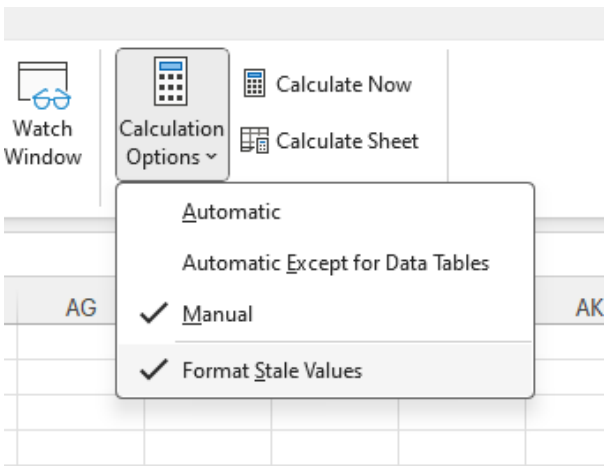 Watch
Window
Calculation
Options
Calculate Now
Calculate Sheet
Automatic
Automatic Except for Data Tables
Manual
Format Stale Values
AG
AK